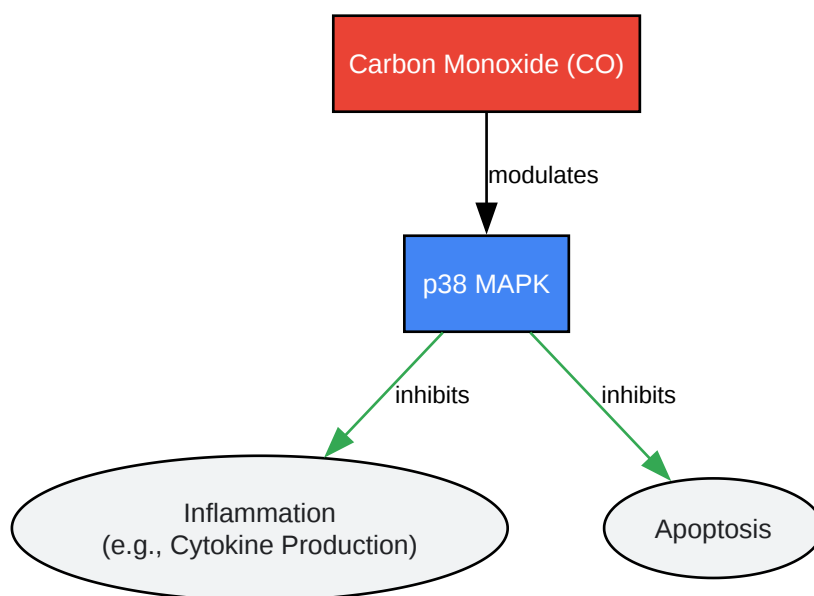 Carbon Monoxide (CO)
modulates
p38 MAPK
inhibits
inhibits
Inflammation
(e.g., Cytokine Production)
Apoptosis